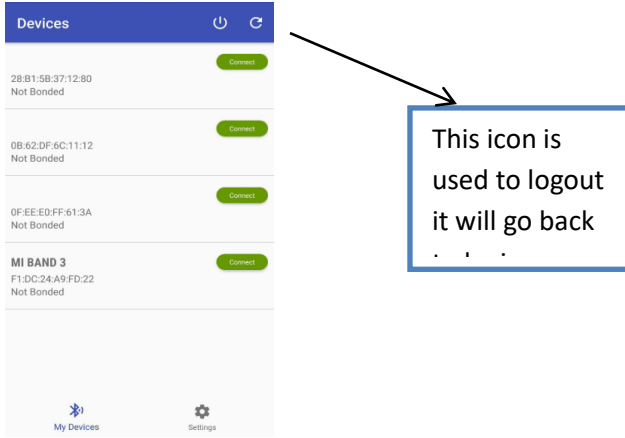 Devices
Connect
28:B1:5B:37:12:80
Not Bonded
Connect
0B:62:DF:6C:11:12
Not Bonded
Connect
0F:EE:E0:FF:61:3A
Not Bonded
MI BAND 3
Connect
F1:DC:24:A9:FD:22
Not Bonded
My Devices
Settings
This icon is
used to logout
it will go back